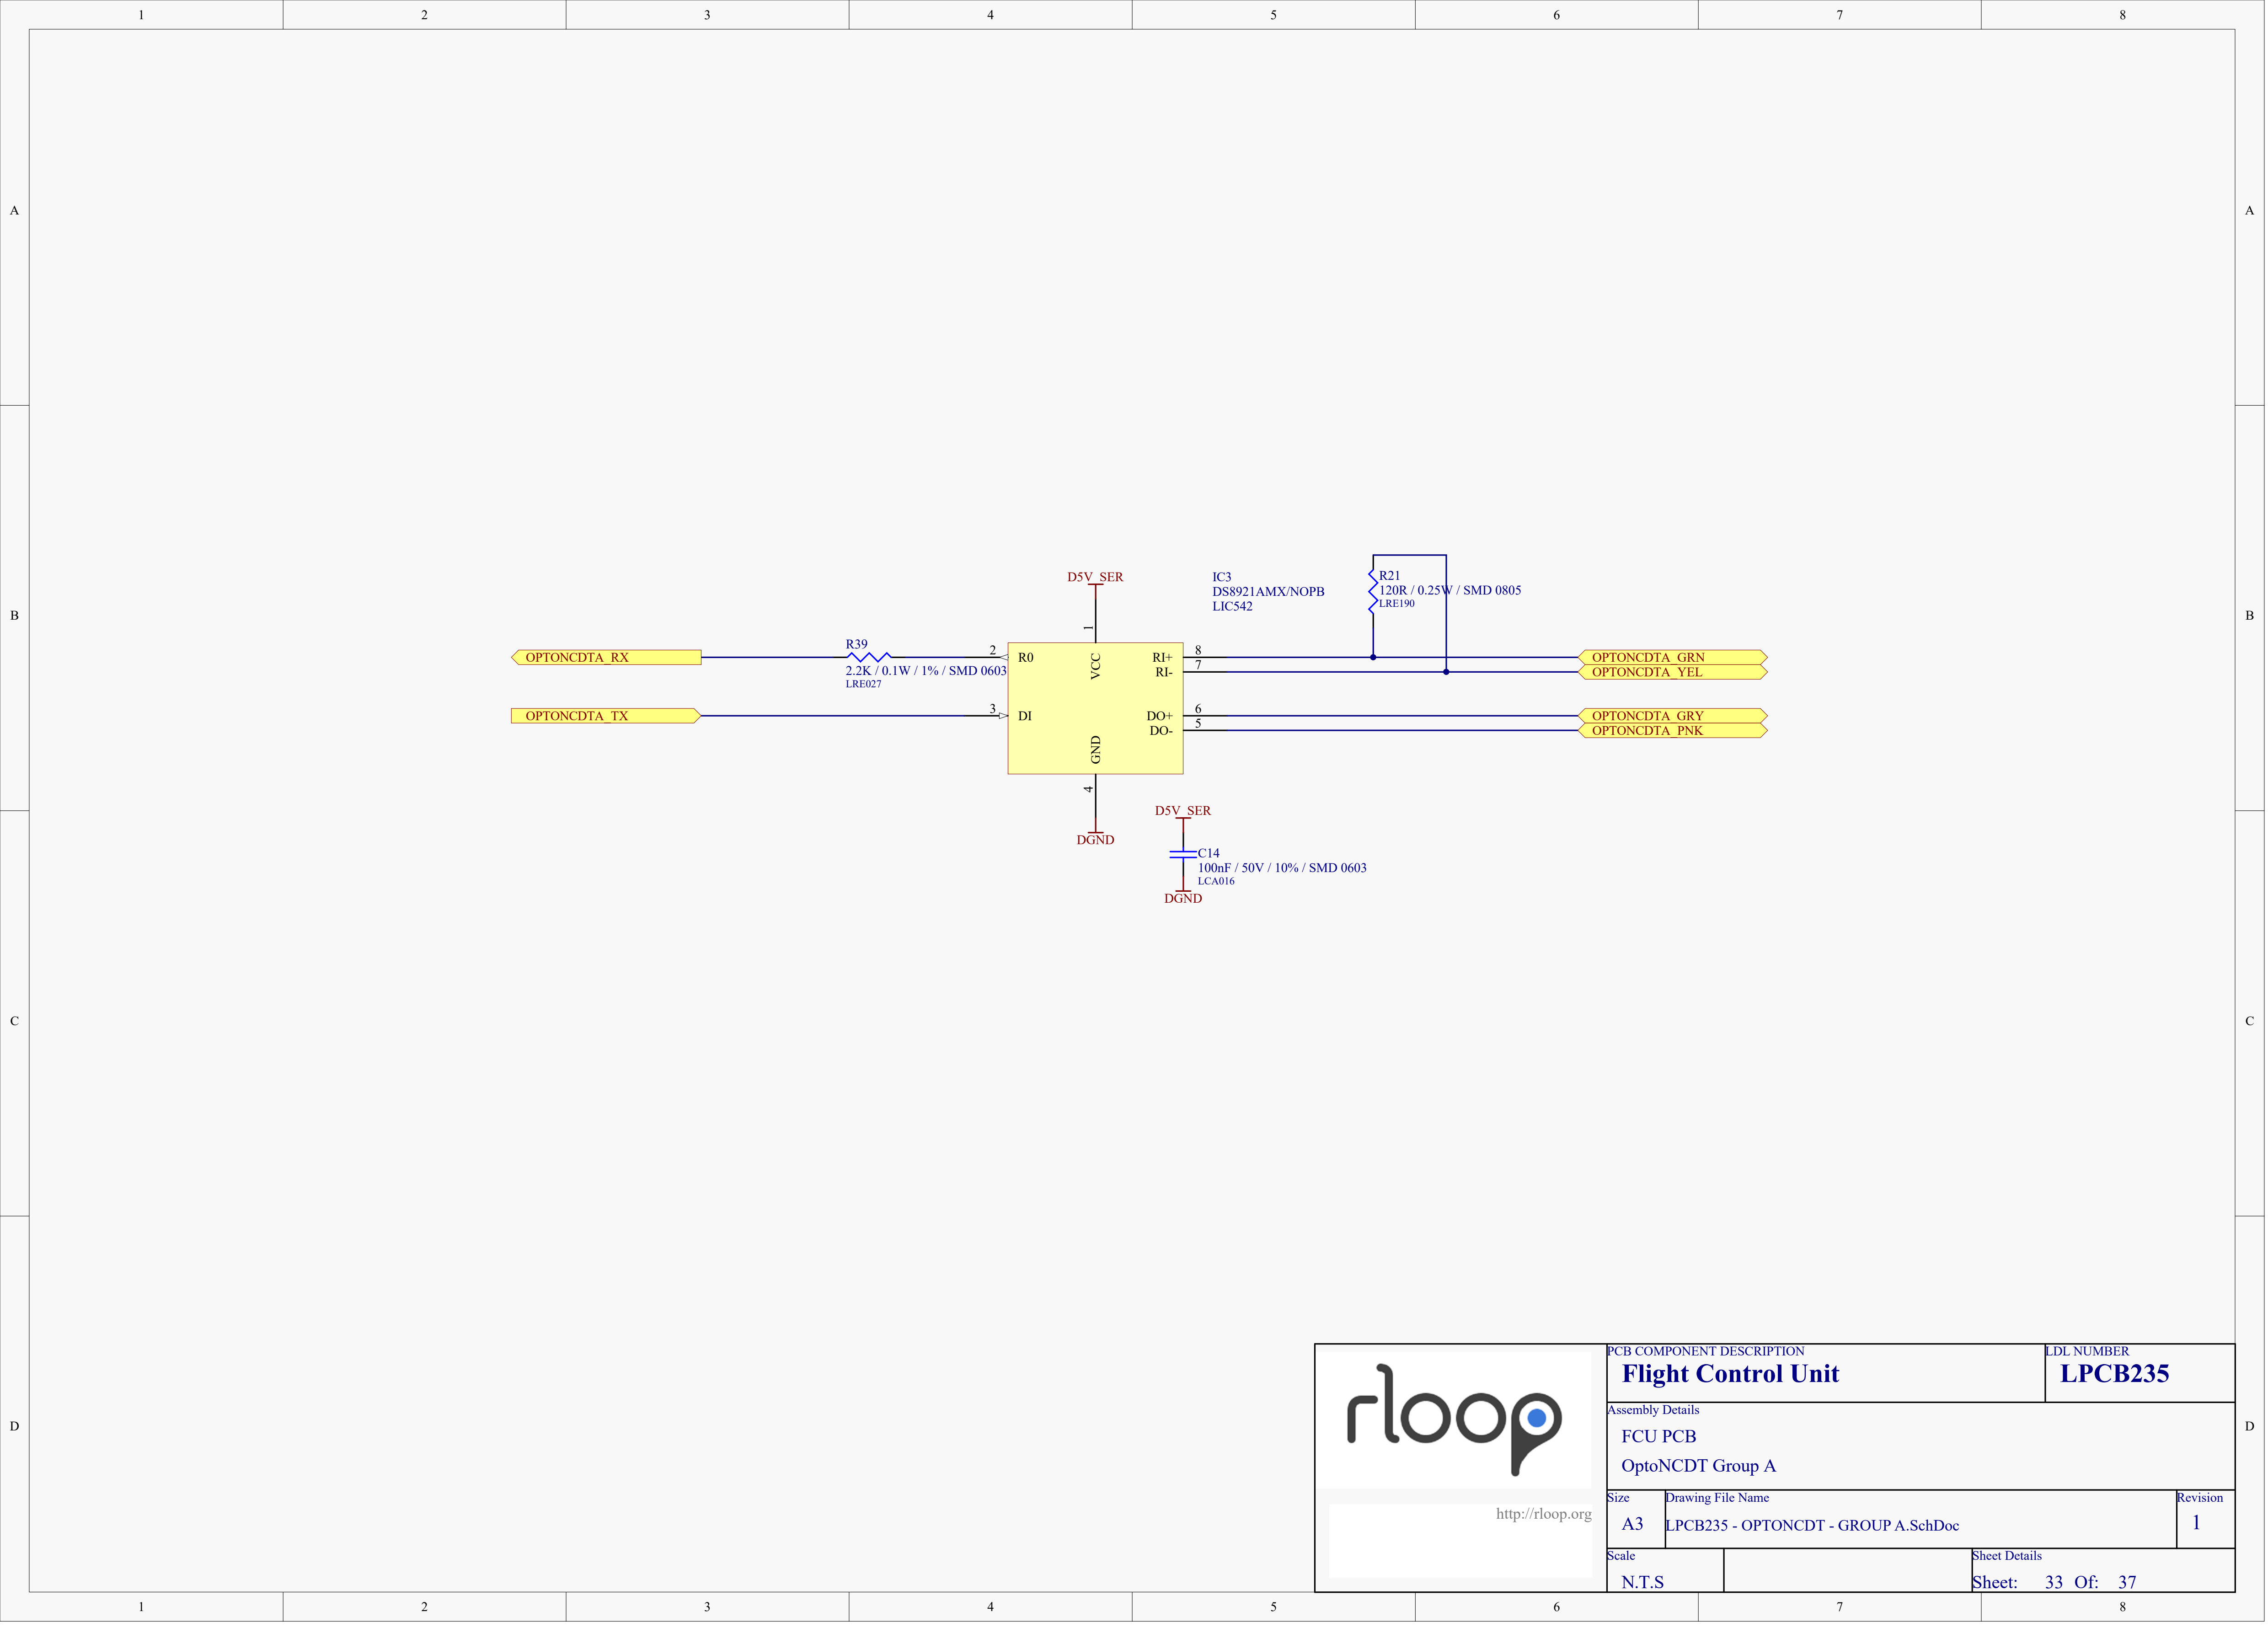 1 2 3 4 5 6 7 8
A A
B B
C C
D D
D5V_SER
1
VCC
IC3
DS8921AMX/NOPB
LIC542
R21
120R / 0.25W / SMD 0805
LRE190
OPTONCDTA_RX
R39
2.2K / 0.1W / 1% / SMD 0603
LRE027
2 R0
RI+ 8
RI- 7
OPTONCDTA_GRN
OPTONCDTA_YEL
OPTONCDTA_TX
3 DI
DO+ 6
DO- 5
OPTONCDTA_GRY
OPTONCDTA_PNK
GND
4
DGND
D5V_SER
C14
100nF / 50V / 10% / SMD 0603
LCA016
DGND
rloop
http://rloop.org
PCB COMPONENT DESCRIPTION
Flight Control Unit
LDL NUMBER
LPCB235
Assembly Details
FCU PCB
OptoNCDT Group A
Size
A3
Drawing File Name
LPCB235 - OPTONCDT - GROUP A.SchDoc
Revision
1
Scale
N.T.S
Sheet Details
Sheet: 33 Of: 37
1 2 3 4 5 6 7 8